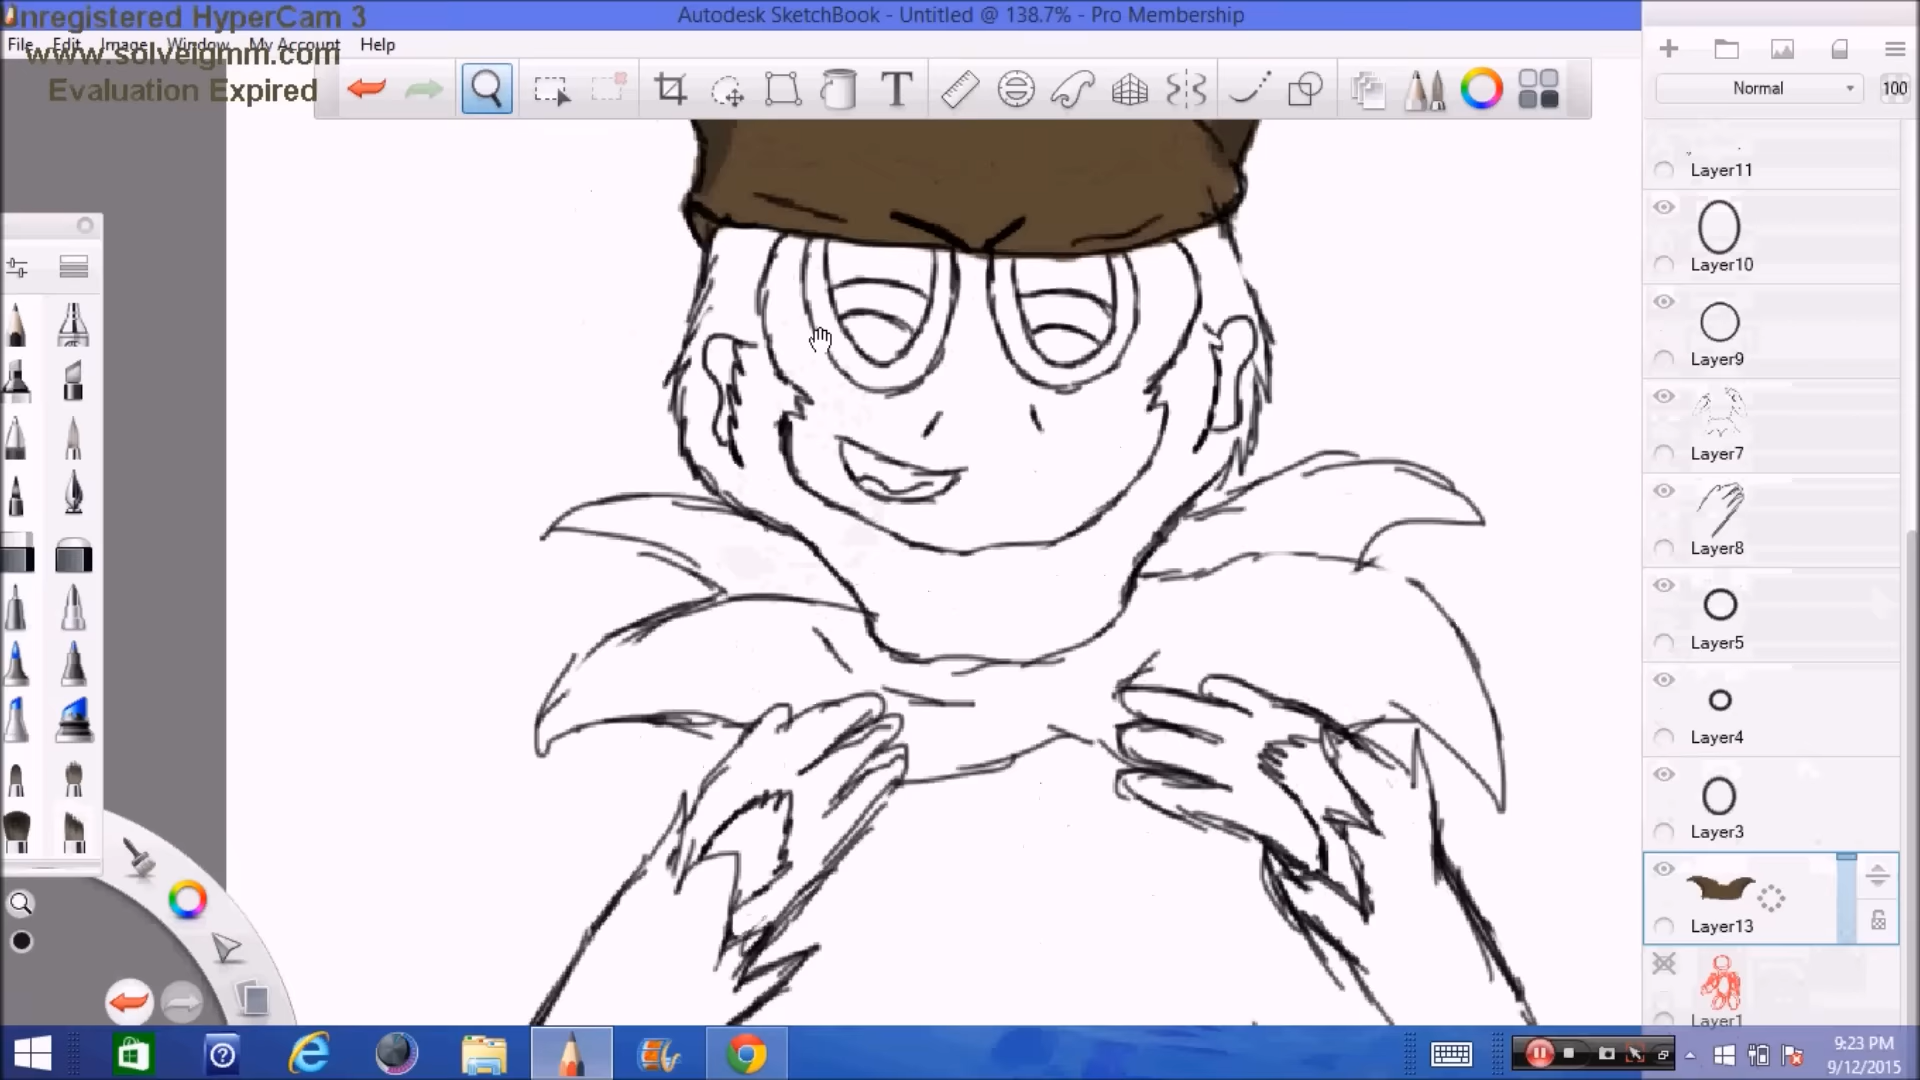 Unregistered HyperCam 3
Autodesk SketchBook - Untitled @ 138.7% - Pro Membership
File Edit Image Window My Account Help
www.solveigmm.com
Evaluation Expired
T
Normal
100
Layer11
Layer10
Layer9
Layer7
Layer8
Layer5
Layer4
Layer3
Layer13
Layer1
9:23 PM
9/12/2015